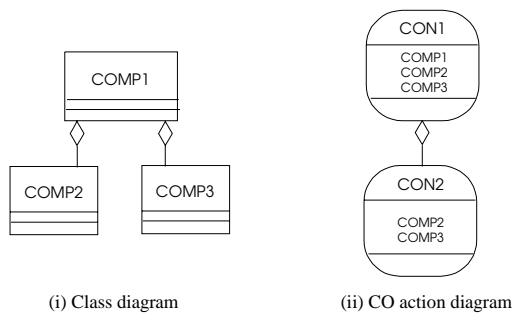 COMP1
COMP2
COMP3
(i) Class diagram
CON1
COMP1
COMP2
COMP3
CON2
COMP2
COMP3
(ii) CO action diagram